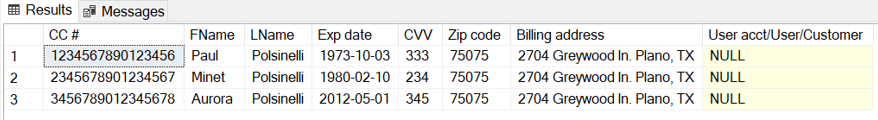 Results Messages
CC # FName LName Exp date CVV Zip code Billing address User acct/User/Customer
1 1234567890123456 Paul Polsinelli 1973-10-03 333 75075 2704 Greywood ln. Plano, TX NULL
2 2345678901234567 Minet Polsinelli 1980-02-10 234 75075 2704 Greywood ln. Plano, TX NULL
3 3456789012345678 Aurora Polsinelli 2012-05-01 345 75075 2704 Greywood ln. Plano, TX NULL